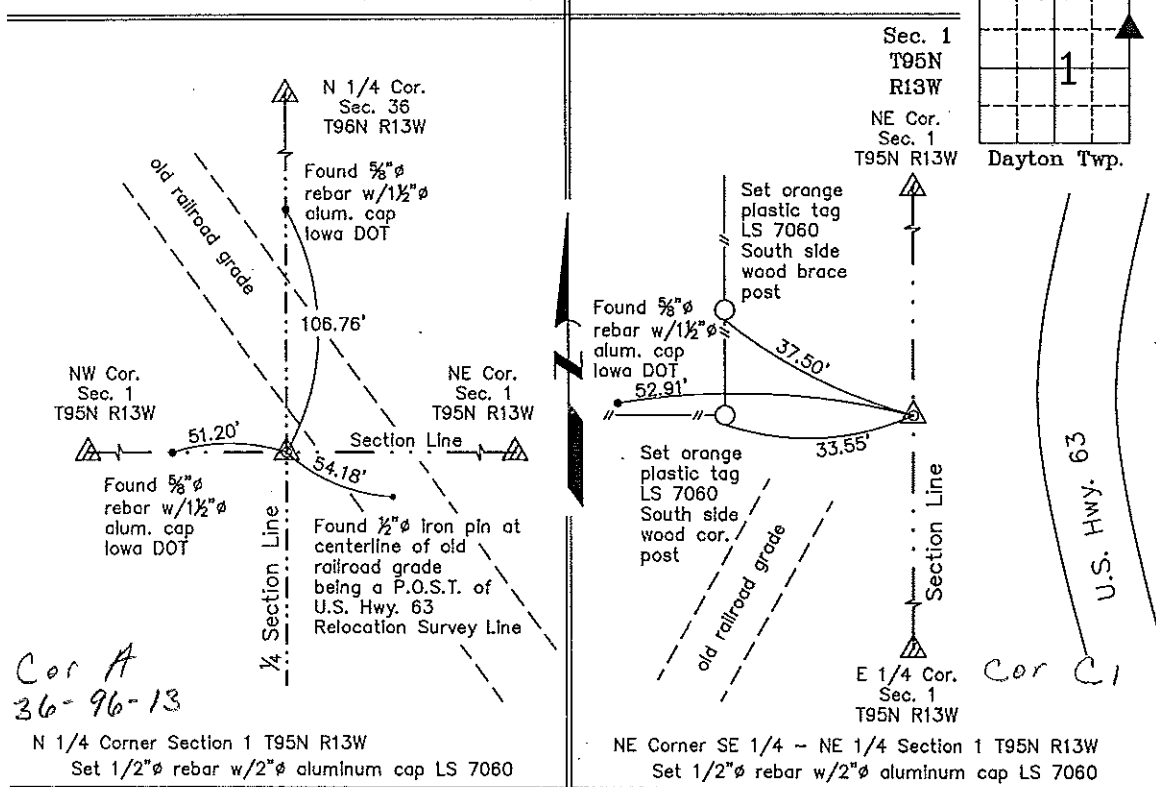 N 1/4 Cor.
Sec. 36
T96N R13W
old railroad grade
Found ⅝"ø
rebar w/1½"ø
alum. cap
Iowa DOT
106.76'
NW Cor.
Sec. 1
T95N R13W
NE Cor.
Sec. 1
T95N R13W
51.20'
Section Line
54.18'
Found ⅝"ø
rebar w/1½"ø
alum. cap
Iowa DOT
Found ½"ø iron pin at
centerline of old
railroad grade
being a P.O.S.T. of
U.S. Hwy. 63
Relocation Survey Line
¼ Section Line
Cor A
36-96-13
N 1/4 Corner Section 1 T95N R13W
Set 1/2"ø rebar w/2"ø aluminum cap LS 7060
Sec. 1
T95N
R13W
1
Dayton Twp.
NE Cor.
Sec. 1
T95N R13W
Set orange
plastic tag
LS 7060
South side
wood brace
post
Found ⅝"ø
rebar w/1½"ø
alum. cap
Iowa DOT
37.50'
52.91'
33.55'
Set orange
plastic tag
LS 7060
South side
wood cor.
post
old railroad grade
Section Line
U.S. Hwy. 63
E 1/4 Cor.
Sec. 1
T95N R13W
Cor C1
NE Corner SE 1/4 ~ NE 1/4 Section 1 T95N R13W
Set 1/2"ø rebar w/2"ø aluminum cap LS 7060